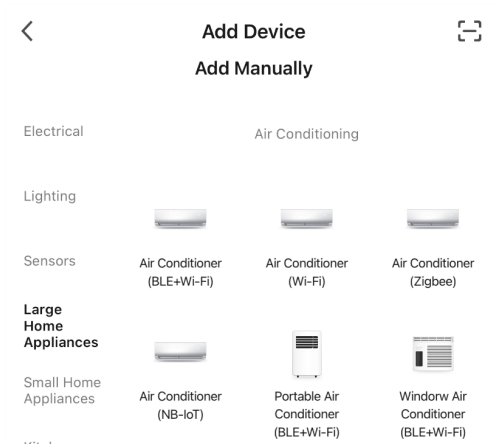 Add Device
Add Manually
Electrical
Air Conditioning
Lighting
Sensors
Air Conditioner
(BLE+Wi-Fi)
Air Conditioner
(Wi-Fi)
Air Conditioner
(Zigbee)
Large
Home
Appliances
Small Home
Appliances
Air Conditioner
(NB-IoT)
Portable Air
Conditioner
(BLE+Wi-Fi)
Windorw Air
Conditioner
(BLE+Wi-Fi)